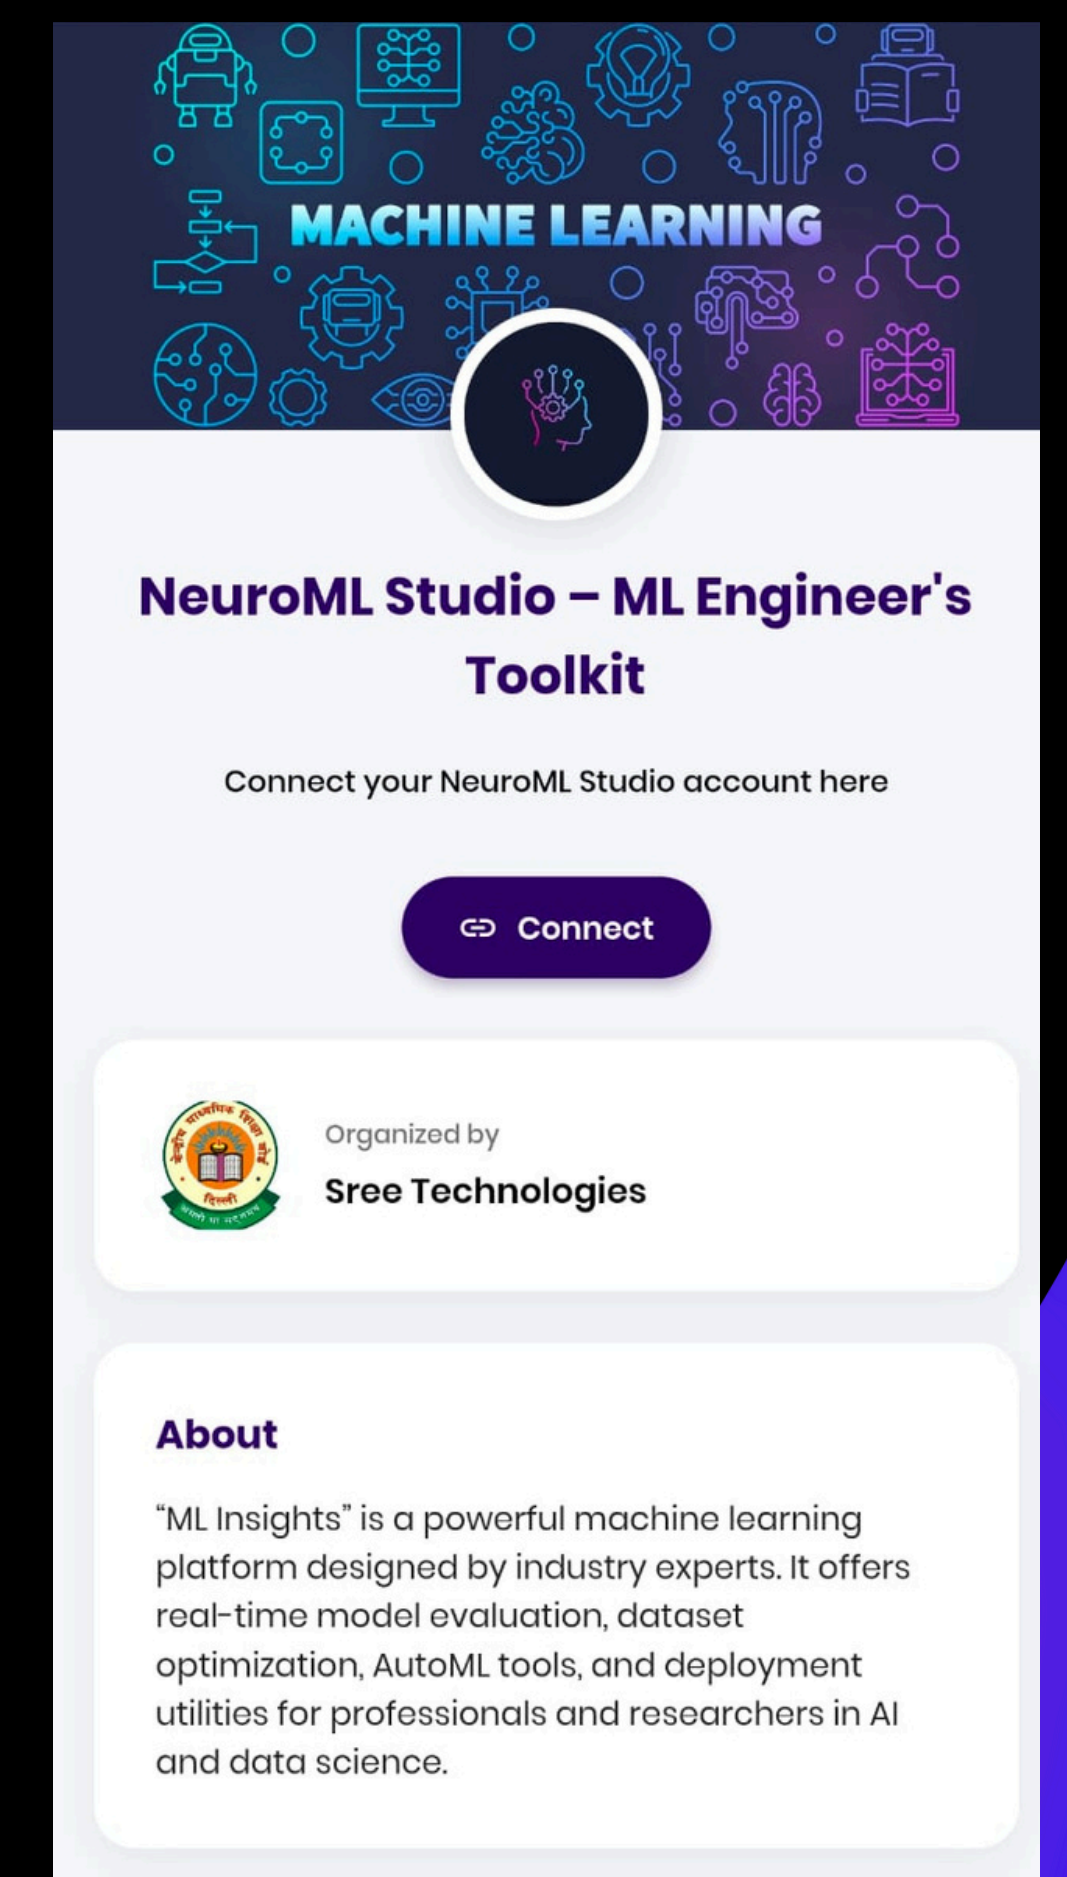 MACHINE LEARNING
NeuroML Studio – ML Engineer's
Toolkit
Connect your NeuroML Studio account here
Connect
केन्द्रीय माध्यमिक शिक्षा बोर्ड
दिल्ली
Organized by
Sree Technologies
About
“ML Insights” is a powerful machine learning
platform designed by industry experts. It offers
real-time model evaluation, dataset
optimization, AutoML tools, and deployment
utilities for professionals and researchers in AI
and data science.